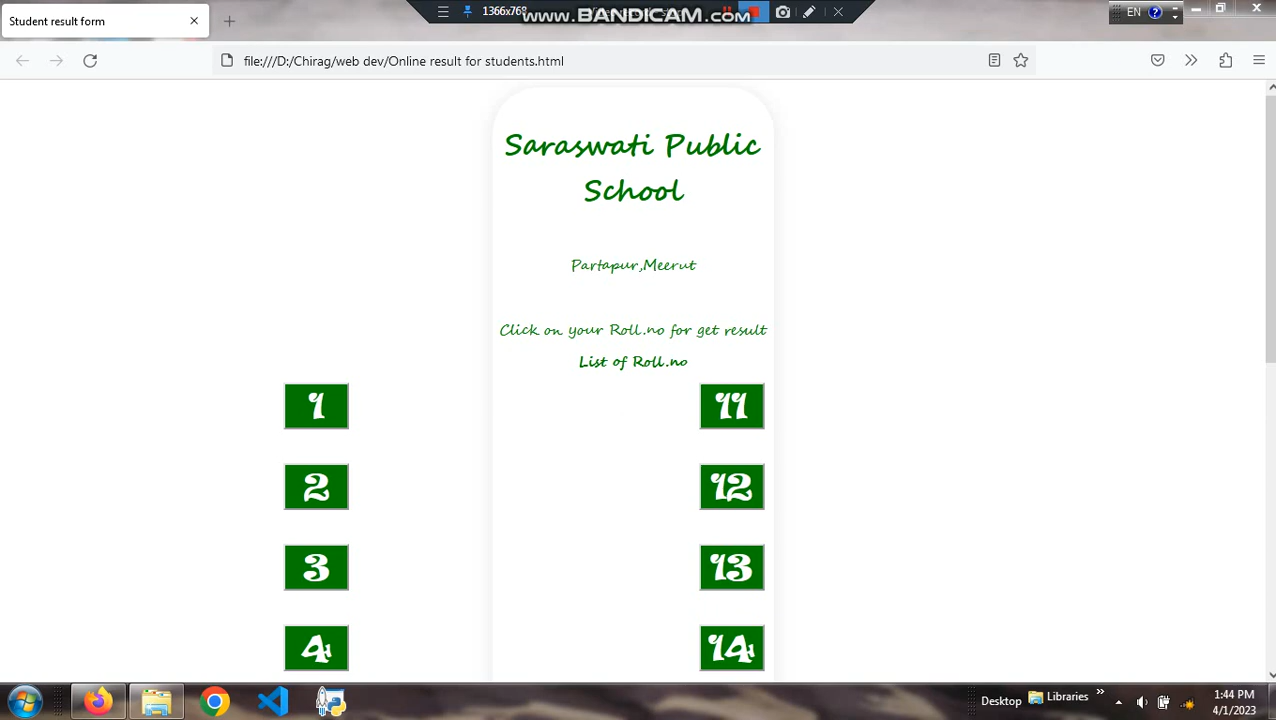 Student result form
1366x768
www.BANDICAM.com
EN
file:///D:/Chirag/web dev/Online result for students.html
Saraswati Public
School
Partapur,Meerut
Click on your Roll.no for get result
List of Roll.no
1
11
2
12
3
13
4
14
Desktop
Libraries
1:44 PM
4/1/2023